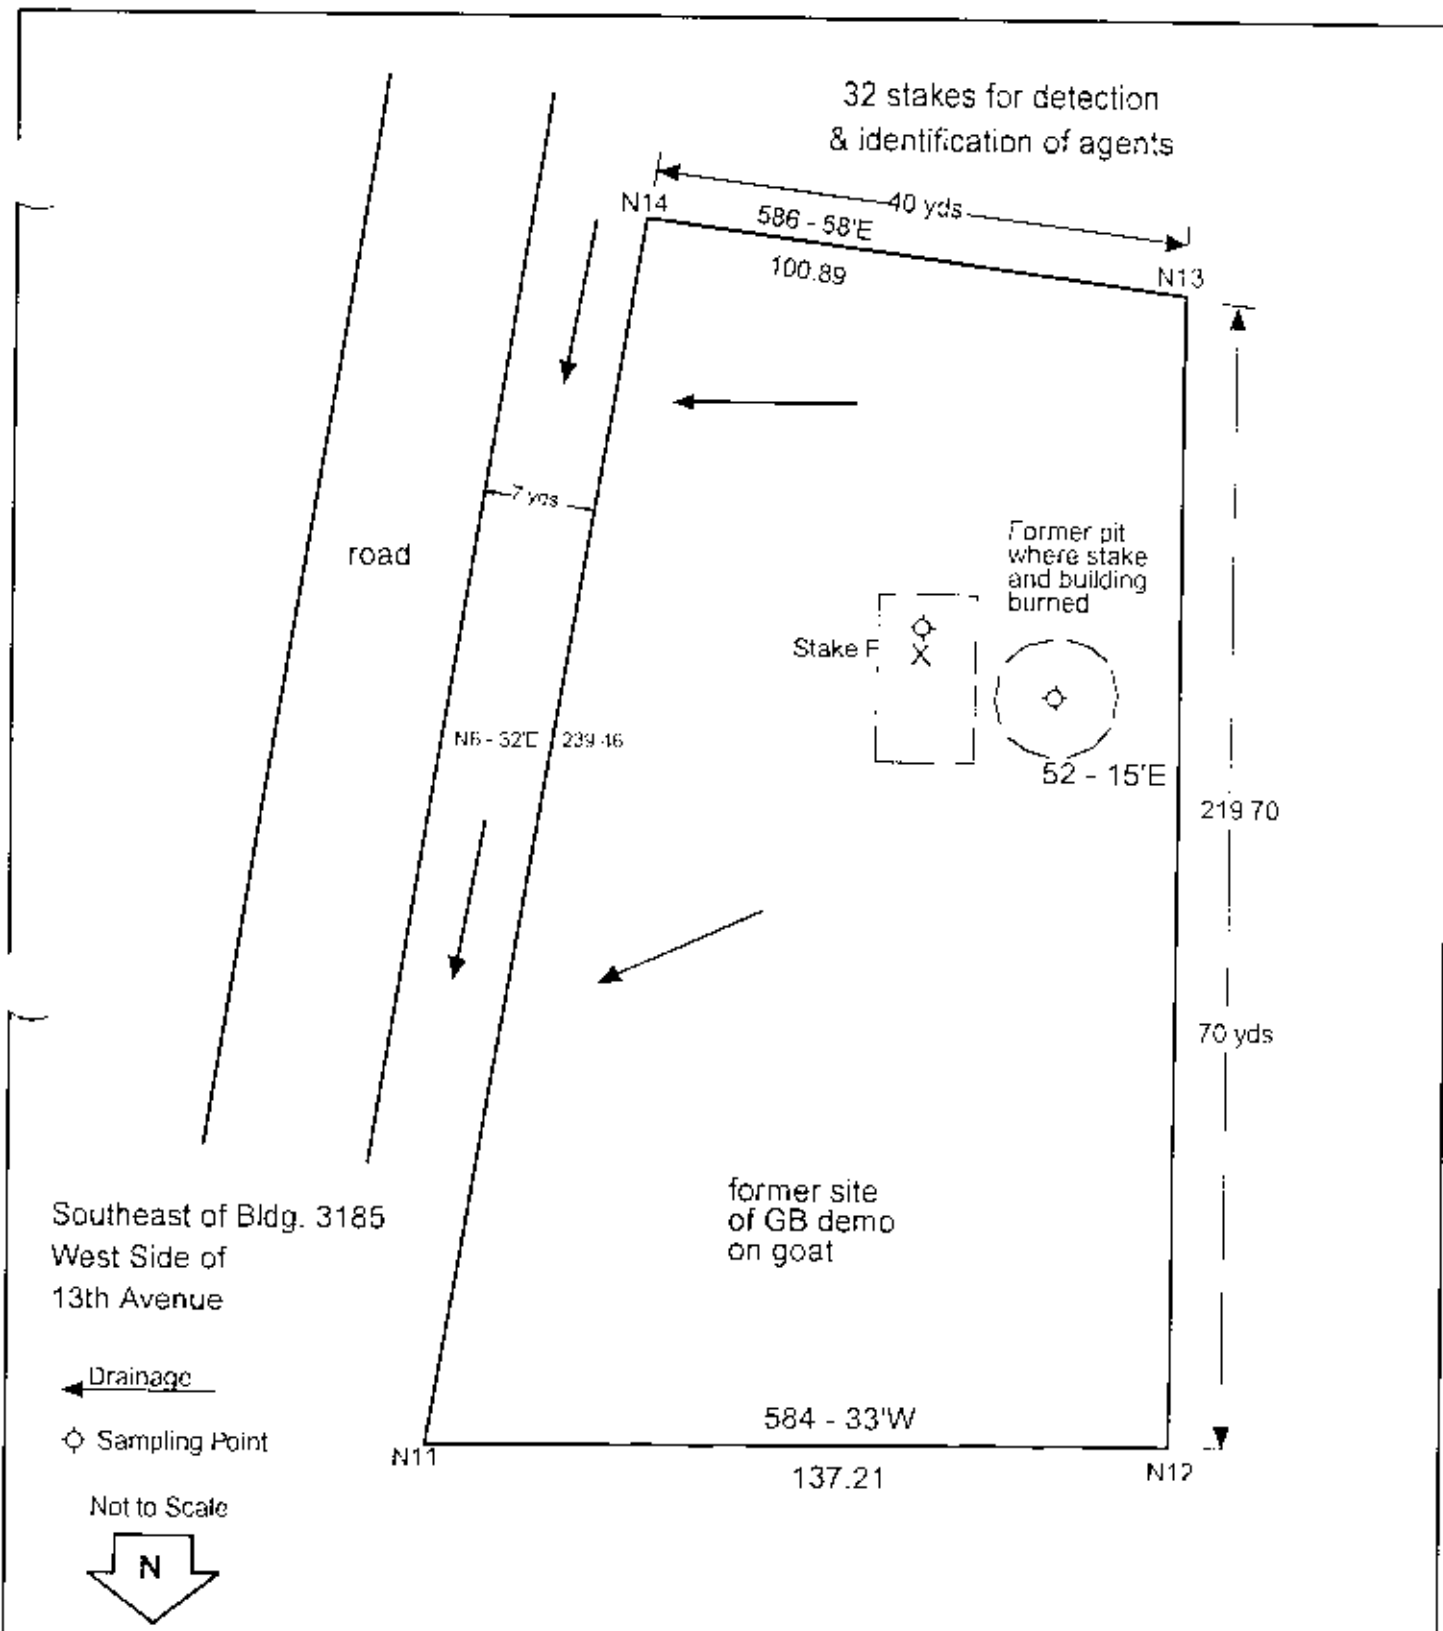 32 stakes for detection
& identification of agents
40 yds
N14
586 - 58'E
100.89
N13
7 yds
road
Former pit
where stake
and building
burned
Stake F
N6 - 32'E
239.46
52 - 15'E
219.70
70 yds
former site
of GB demo
on goat
Southeast of Bldg. 3185
West Side of
13th Avenue
Drainage
Sampling Point
584 - 33'W
N11
137.21
N12
Not to Scale
N